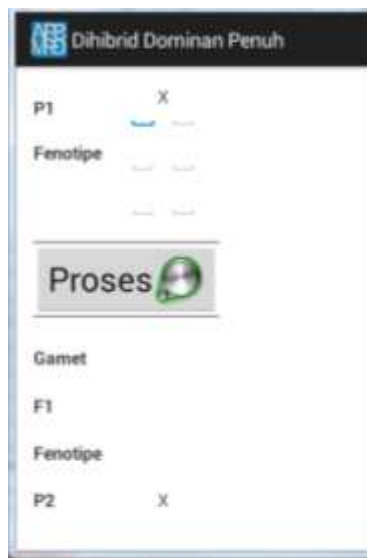 Dihibrid Dominan Penuh
P1 X
Fenotipe
Proses
Gamet
F1
Fenotipe
P2 X